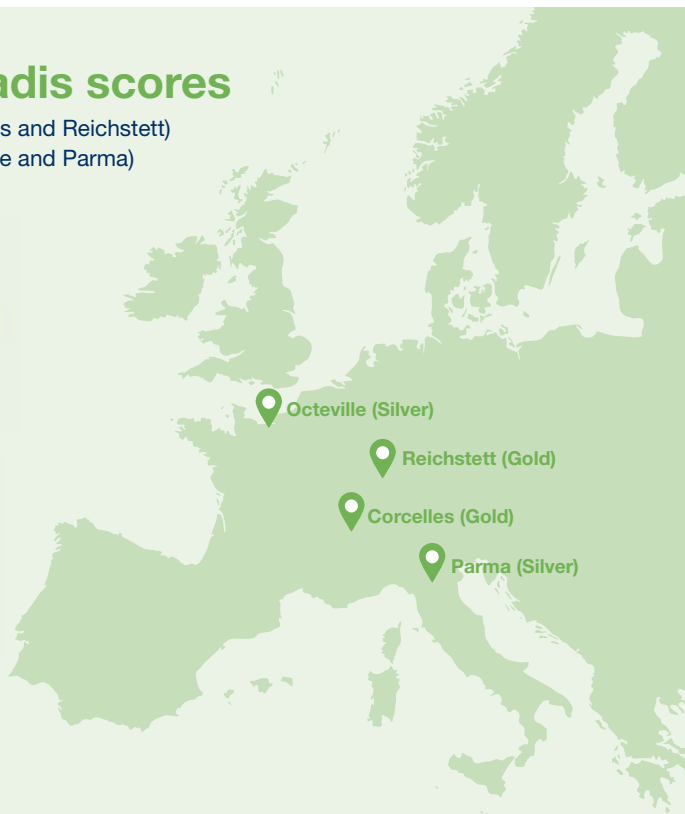 adis scores
s and Reichstett)
e and Parma)
Octeville (Silver)
Reichstett (Gold)
Corcelles (Gold)
Parma (Silver)